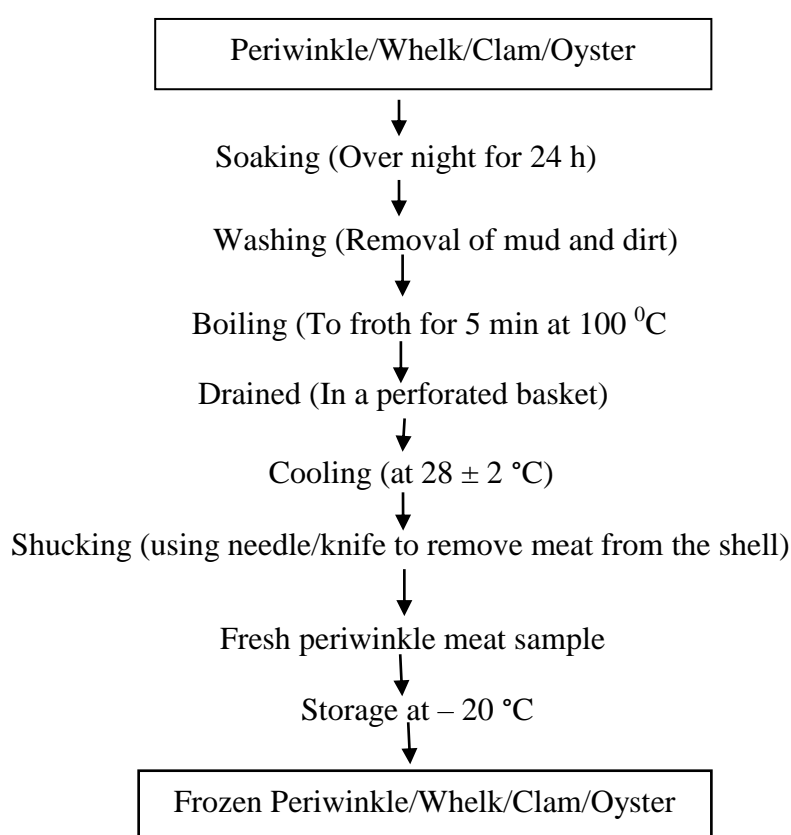 Periwinkle/Whelk/Clam/Oyster
Soaking (Over night for 24 h)
Washing (Removal of mud and dirt)
Boiling (To froth for 5 min at 100 ⁰C
Drained (In a perforated basket)
Cooling (at 28 ± 2 °C)
Shucking (using needle/knife to remove meat from the shell)
Fresh periwinkle meat sample
Storage at – 20 °C
Frozen Periwinkle/Whelk/Clam/Oyster